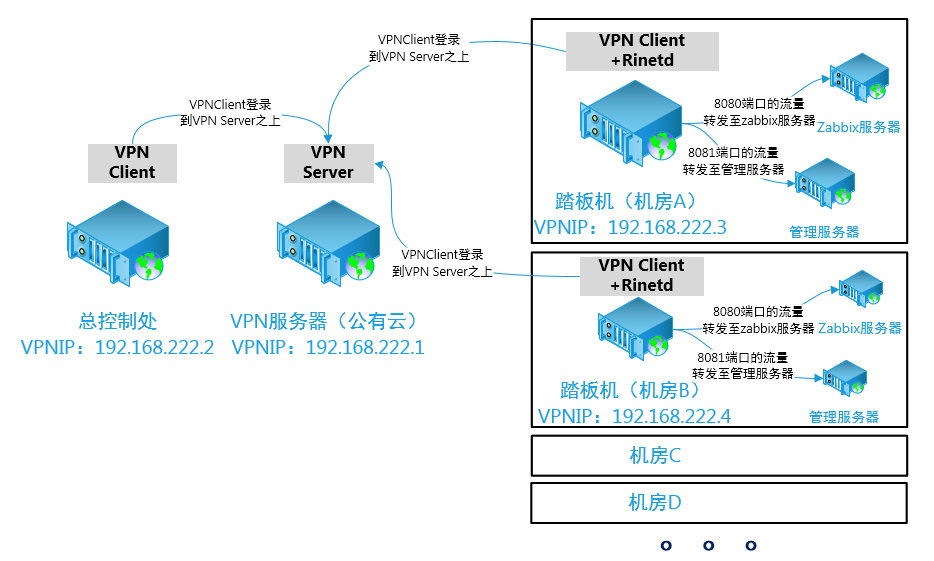 VPNClient登录
到VPN Server之上
VPN
Client
总控制处
VPNIP：192.168.222.2
VPN
Server
VPN服务器（公有云）
VPNIP：192.168.222.1
VPNClient登录
到VPN Server之上
VPN Client
+Rinetd
8080端口的流量
转发至zabbix服务器
Zabbix服务器
8081端口的流量
转发至管理服务器
管理服务器
踏板机（机房A）
VPNIP：192.168.222.3
VPNClient登录
到VPN Server之上
VPN Client
+Rinetd
8080端口的流量
转发至zabbix服务器
Zabbix服务器
8081端口的流量
转发至管理服务器
管理服务器
踏板机（机房B）
VPNIP：192.168.222.4
机房C
机房D
o o o